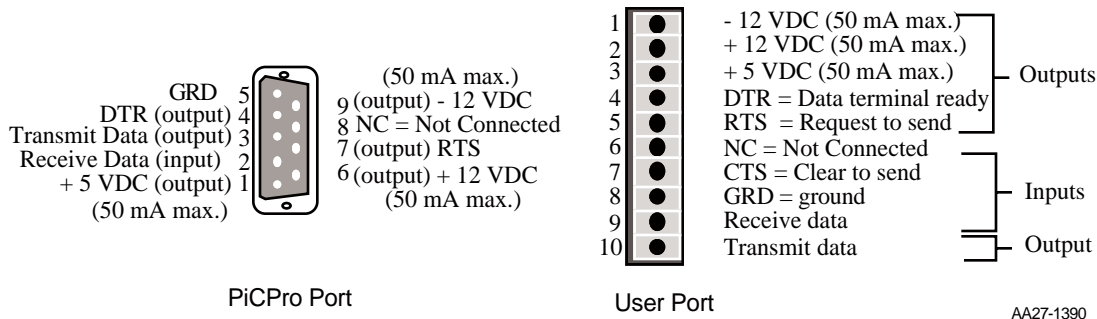 GRD 5
DTR (output) 4
Transmit Data (output) 3
Receive Data (input) 2
+ 5 VDC (output) 1
(50 mA max.)
(50 mA max.)
9 (output) - 12 VDC
8 NC = Not Connected
7 (output) RTS
6 (output) + 12 VDC
(50 mA max.)
PiCPro Port
1 - 12 VDC (50 mA max.)
2 + 12 VDC (50 mA max.)
3 + 5 VDC (50 mA max.)
4 DTR = Data terminal ready
5 RTS = Request to send
6 NC = Not Connected
7 CTS = Clear to send
8 GRD = ground
9 Receive data
10 Transmit data
Outputs
Inputs
Output
User Port
AA27-1390